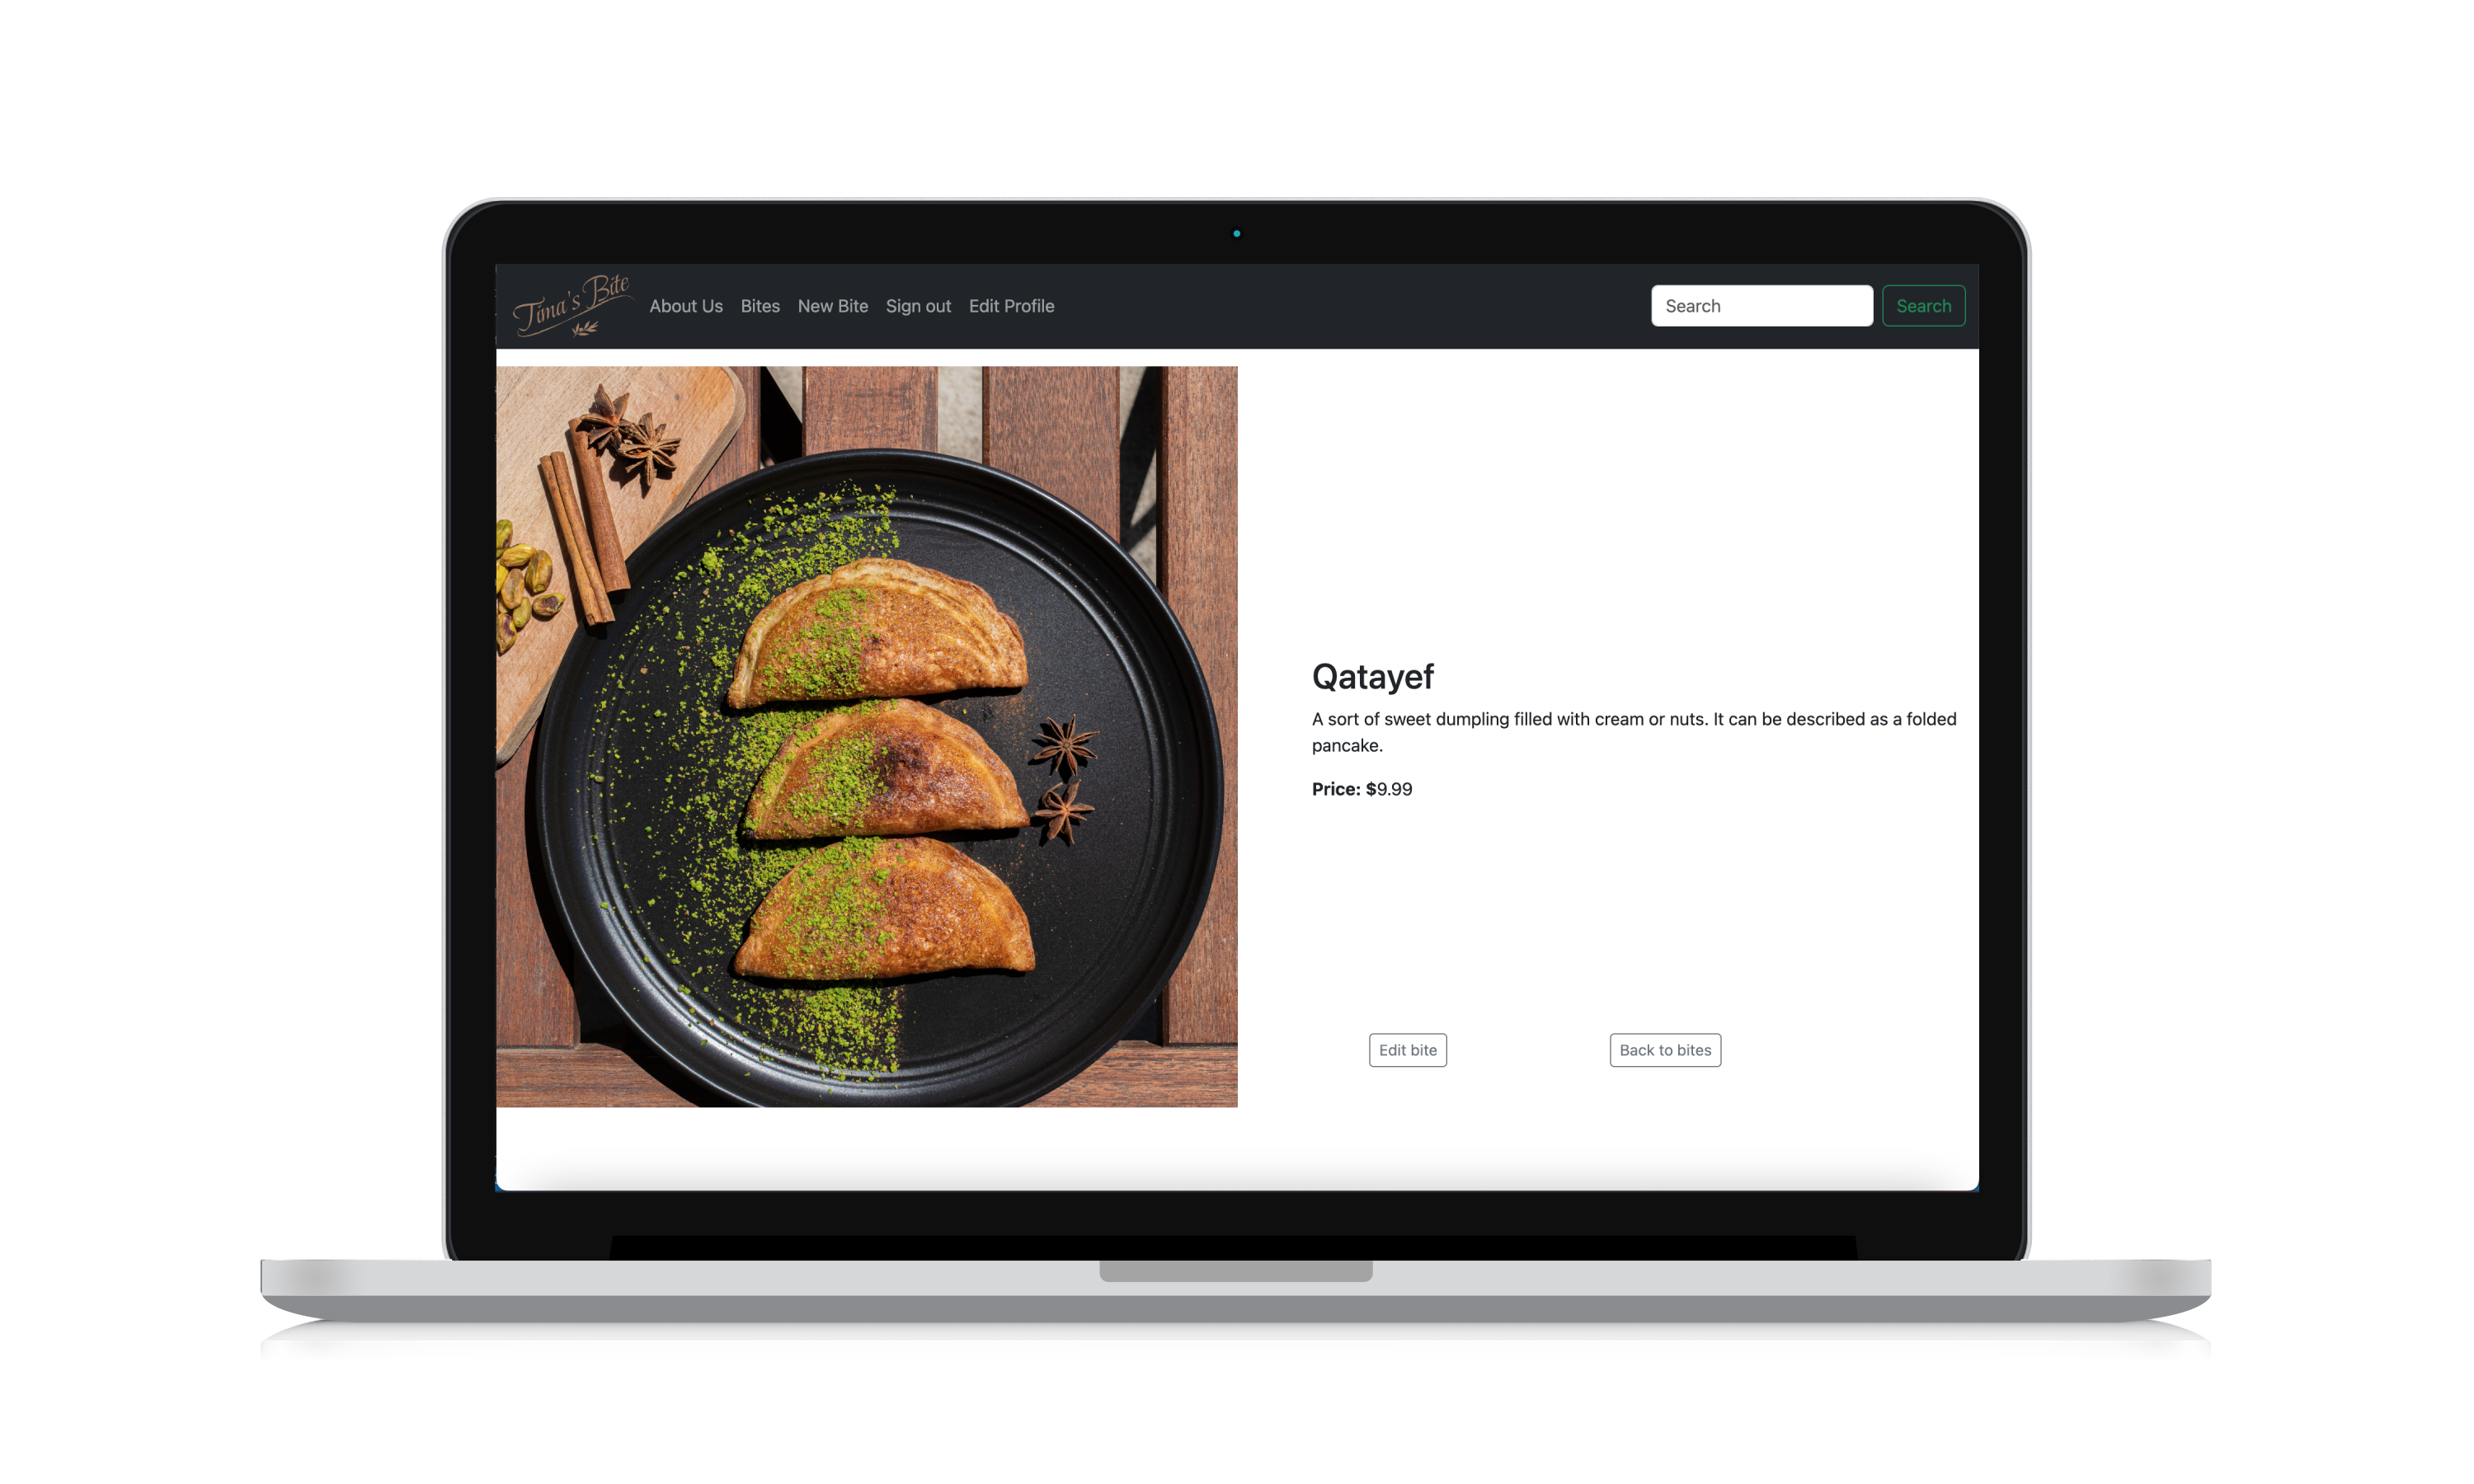 Tima's Bite
About Us Bites New Bite Sign out Edit Profile
Search Search
Qatayef
A sort of sweet dumpling filled with cream or nuts. It can be described as a folded
pancake.
Price: $9.99
Edit bite Back to bites